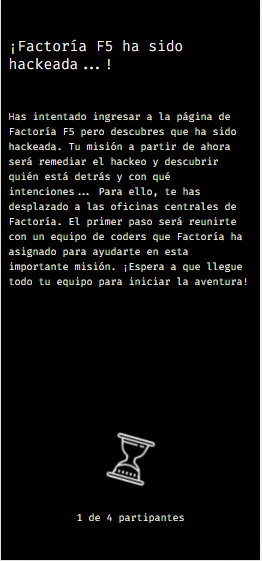 ¡Factoría F5 ha sido
hackeada...!
Has intentado ingresar a la página de
Factoría F5 pero descubres que ha sido
hackeada. Tu misión a partir de ahora
será remediar el hackeo y descubrir
quién está detrás y con qué
intenciones... Para ello, te has
desplazado a las oficinas centrales de
Factoría. El primer paso será reunirte
con un equipo de coders que Factoría ha
asignado para ayudarte en esta
importante misión. ¡Espera a que llegue
todo tu equipo para iniciar la aventura!
1 de 4 partipantes